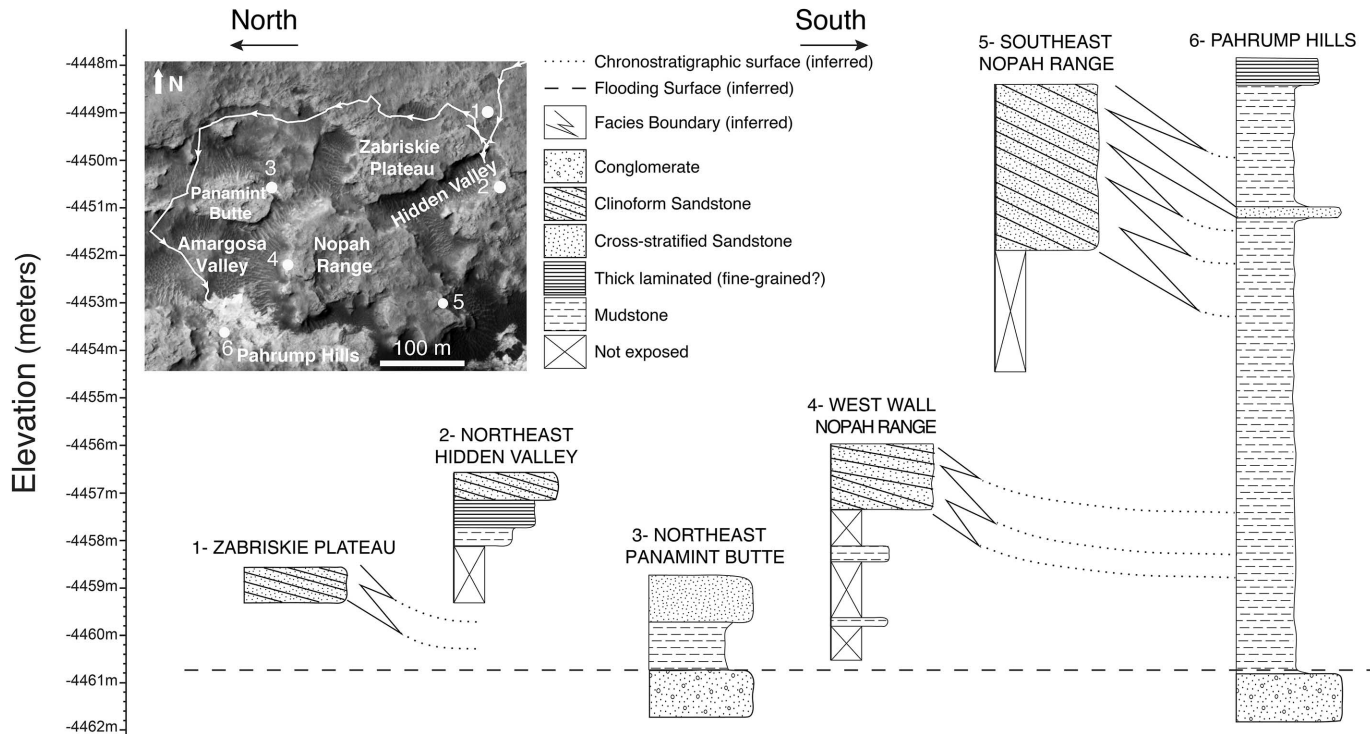 North
South
Elevation (meters)
-4448m
-4449m
-4450m
-4451m
-4452m
-4453m
-4454m
-4455m
-4456m
-4457m
-4458m
-4459m
-4460m
-4461m
-4462m
N
1
Zabriskie
Plateau
2
Hidden Valley
3
Panamint
Butte
Amargosa
Valley
4
Nopah
Range
5
6
Pahrump Hills
100 m
Chronostratigraphic surface (inferred)
Flooding Surface (inferred)
Facies Boundary (inferred)
Conglomerate
Clinoform Sandstone
Cross-stratified Sandstone
Thick laminated (fine-grained?)
Mudstone
Not exposed
1- ZABRISKIE PLATEAU
2- NORTHEAST
HIDDEN VALLEY
3- NORTHEAST
PANAMINT BUTTE
4- WEST WALL
NOPAH RANGE
5- SOUTHEAST
NOPAH RANGE
6- PAHRUMP HILLS